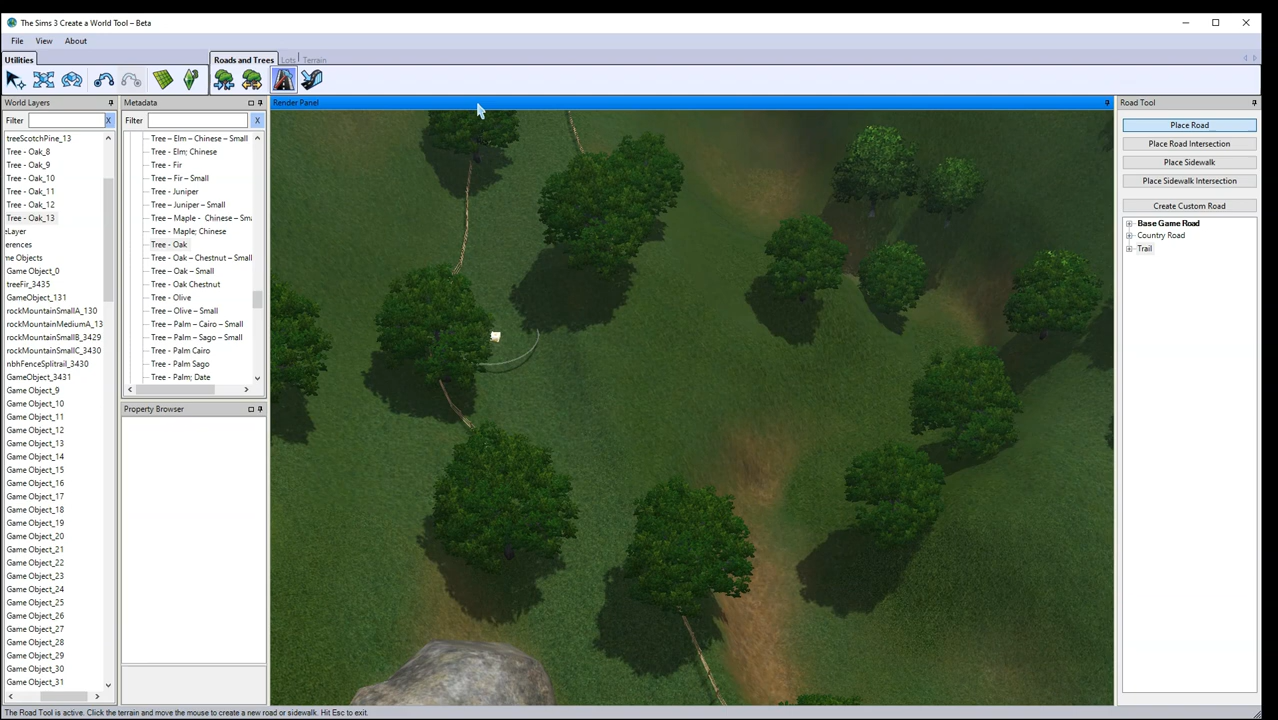 The Sims 3 Create a World Tool – Beta
File View About
Utilities
Roads and Trees Lots Terrain
World Layers
Filter X
treeScotchPine_13
Tree - Oak_8
Tree - Oak_9
Tree - Oak_10
Tree - Oak_11
Tree - Oak_12
Tree - Oak_13
eLayer
erences
me Objects
Game Object_0
treeFir_3435
GameObject_131
rockMountainSmallA_130
rockMountainMediumA_13
rockMountainSmallB_3429
rockMountainSmallC_3430
nbhFenceSplitrail_3430
GameObject_3431
Game Object_9
Game Object_10
Game Object_11
Game Object_12
Game Object_13
Game Object_14
Game Object_15
Game Object_16
Game Object_17
Game Object_18
Game Object_19
Game Object_20
Game Object_21
Game Object_22
Game Object_23
Game Object_24
Game Object_25
Game Object_26
Game Object_27
Game Object_28
Game Object_29
Game Object_30
Game Object_31
Metadata
Filter X
Tree – Elm – Chinese – Small
Tree - Elm; Chinese
Tree - Fir
Tree – Fir – Small
Tree - Juniper
Tree – Juniper – Small
Tree – Maple - Chinese – Sma
Tree - Maple; Chinese
Tree - Oak
Tree – Oak – Chestnut – Small
Tree – Oak – Small
Tree - Oak Chestnut
Tree - Olive
Tree – Olive – Small
Tree – Palm – Cairo – Small
Tree – Palm – Sago – Small
Tree - Palm Cairo
Tree - Palm Sago
Tree - Palm; Date
Property Browser
Render Panel
Road Tool
Place Road
Place Road Intersection
Place Sidewalk
Place Sidewalk Intersection
Create Custom Road
Base Game Road
Country Road
Trail
The Road Tool is active. Click the terrain and move the mouse to create a new road or sidewalk. Hit Esc to exit.